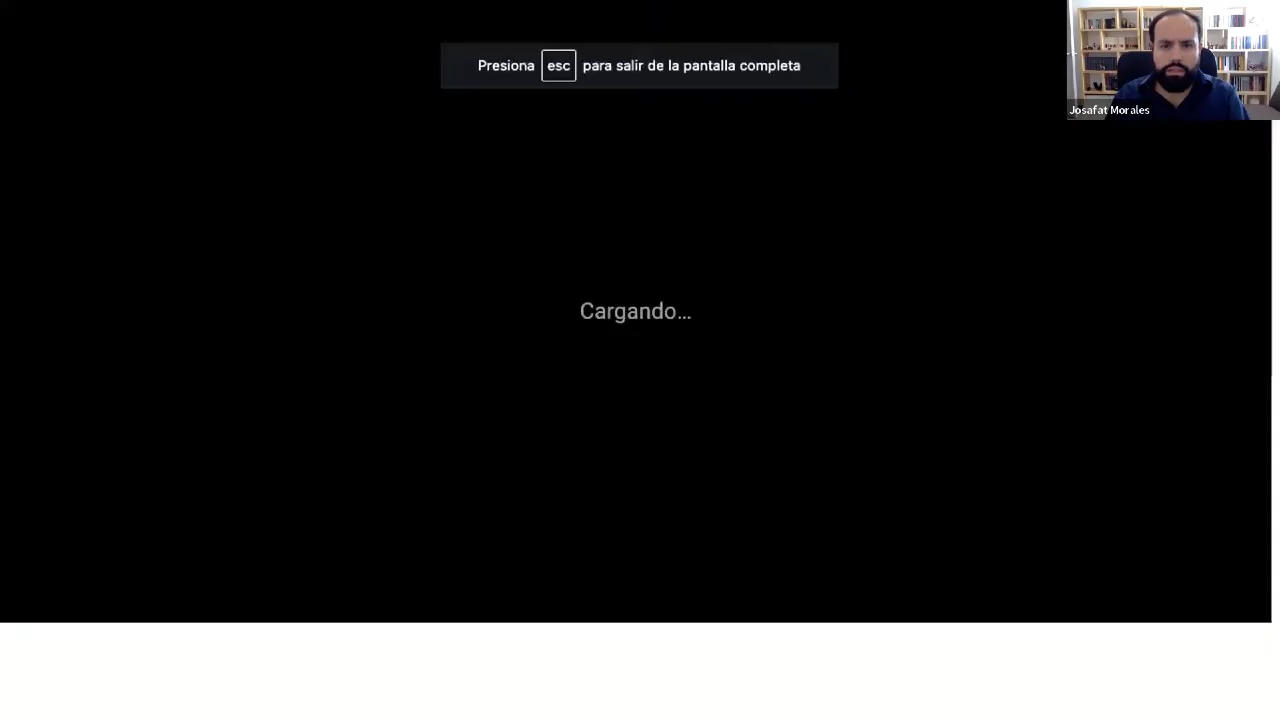 Presiona esc para salir de la pantalla completa
Josafat Morales
Cargando...